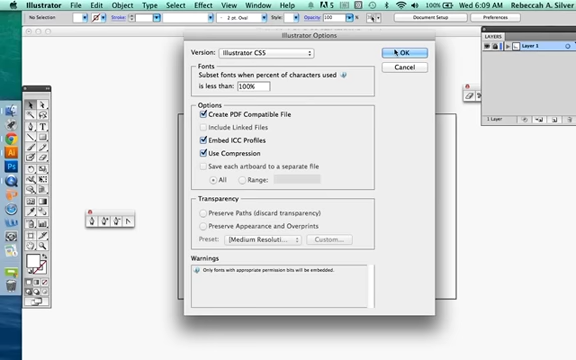 Illustrator File Edit Object Type Select Effect View Window Help 100% Wed 6:09 AM Rebeccah A. Silver
No Selection Stroke: 2 pt. Oval Style: Opacity: 100 Document Setup Preferences
Illustrator Options
LAYERS
Layer 1
1 Layer
Version: Illustrator CS5
OK
Cancel
Fonts
Subset fonts when percent of characters used
is less than: 100%
Options
Create PDF Compatible File
Include Linked Files
Embed ICC Profiles
Use Compression
Save each artboard to a separate file
All Range:
Transparency
Preserve Paths (discard transparency)
Preserve Appearance and Overprints
Preset: [Medium Resoluti... Custom...
Warnings
Only fonts with appropriate permission bits will be embedded.